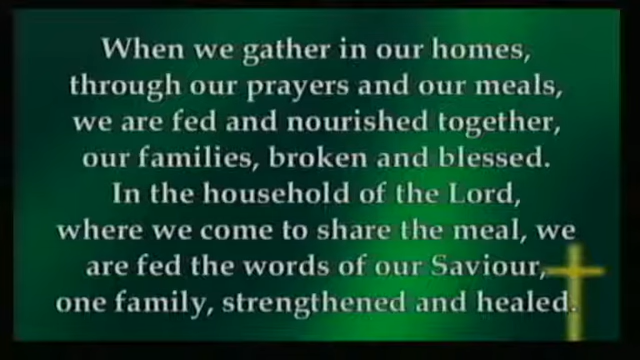 When we gather in our homes,
through our prayers and our meals,
we are fed and nourished together,
our families, broken and blessed.
In the household of the Lord,
where we come to share the meal, we
are fed the words of our Saviour,
one family, strengthened and healed.